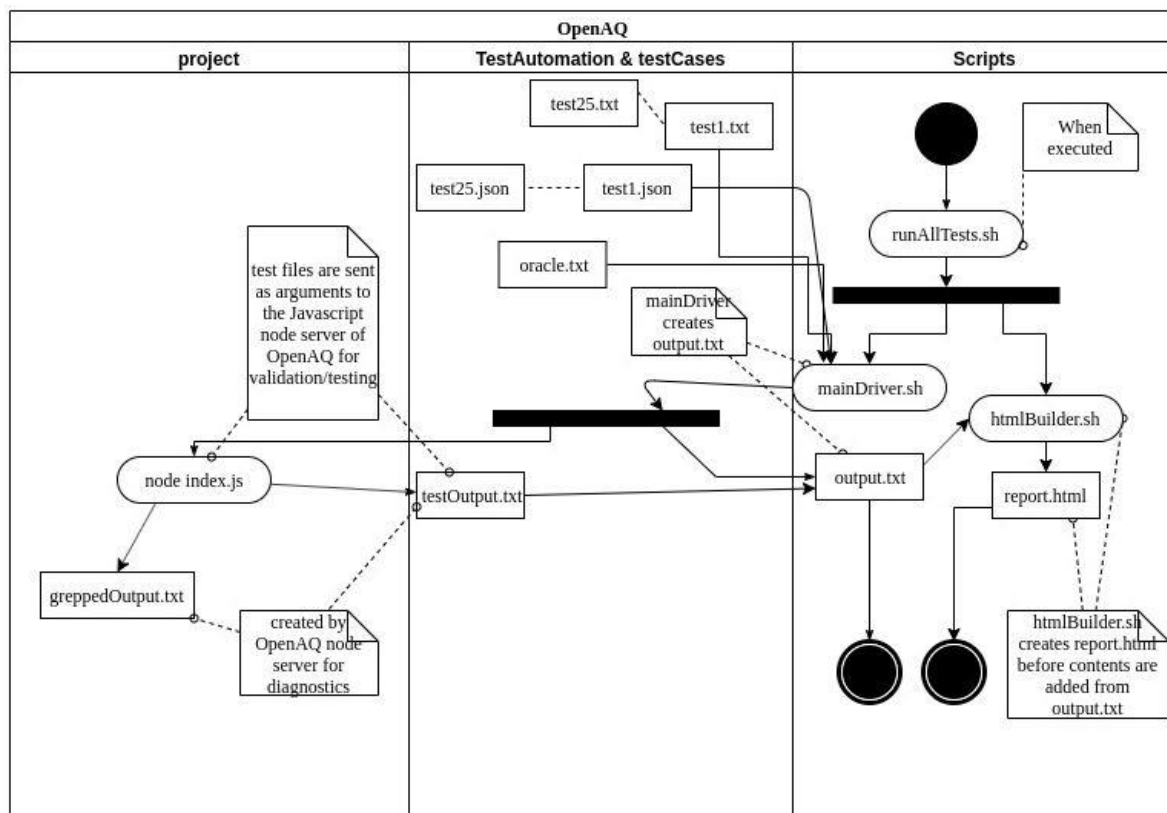 OpenAQ
project
TestAutomation & testCases
Scripts
test25.txt
test1.txt
When
executed
test25.json
test1.json
runAllTests.sh
oracle.txt
test files are sent
as arguments to
the Javascript
node server of
OpenAQ for
validation/testing
mainDriver
creates
output.txt
mainDriver.sh
htmlBuilder.sh
node index.js
testOutput.txt
output.txt
report.html
greppedOutput.txt
created by
OpenAQ node
server for
diagnostics
htmlBuilder.sh
creates report.html
before contents are
added from
output.txt